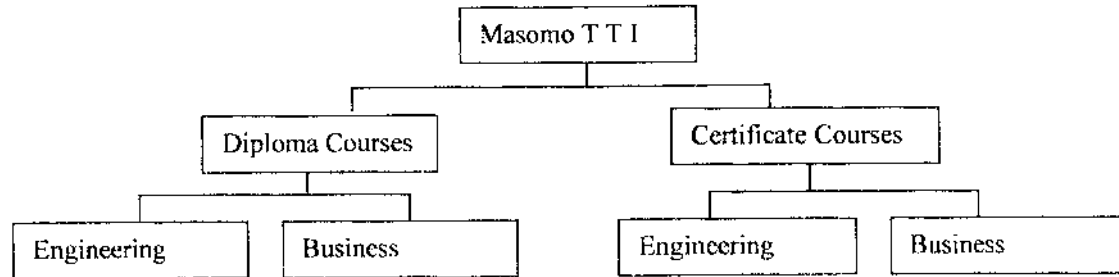 Masomo T T I
Diploma Courses
Certificate Courses
Engineering
Business
Engineering
Business